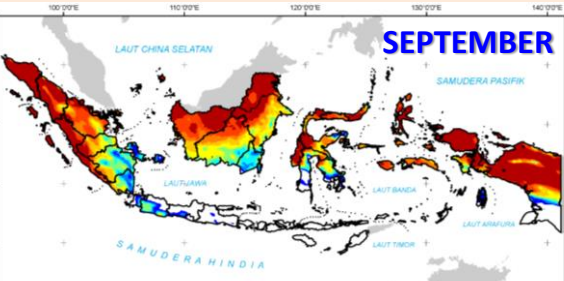 100°0'0"E 110°0'0"E 120°0'0"E 130°0'0"E 140°0'0"E
SEPTEMBER
LAUT CHINA SELATAN
SAMUDERA PASIFIK
LAUT JAWA
LAUT BANDA
LAUT ARAFURA
LAUT TIMOR
SAMUDERA HINDIA